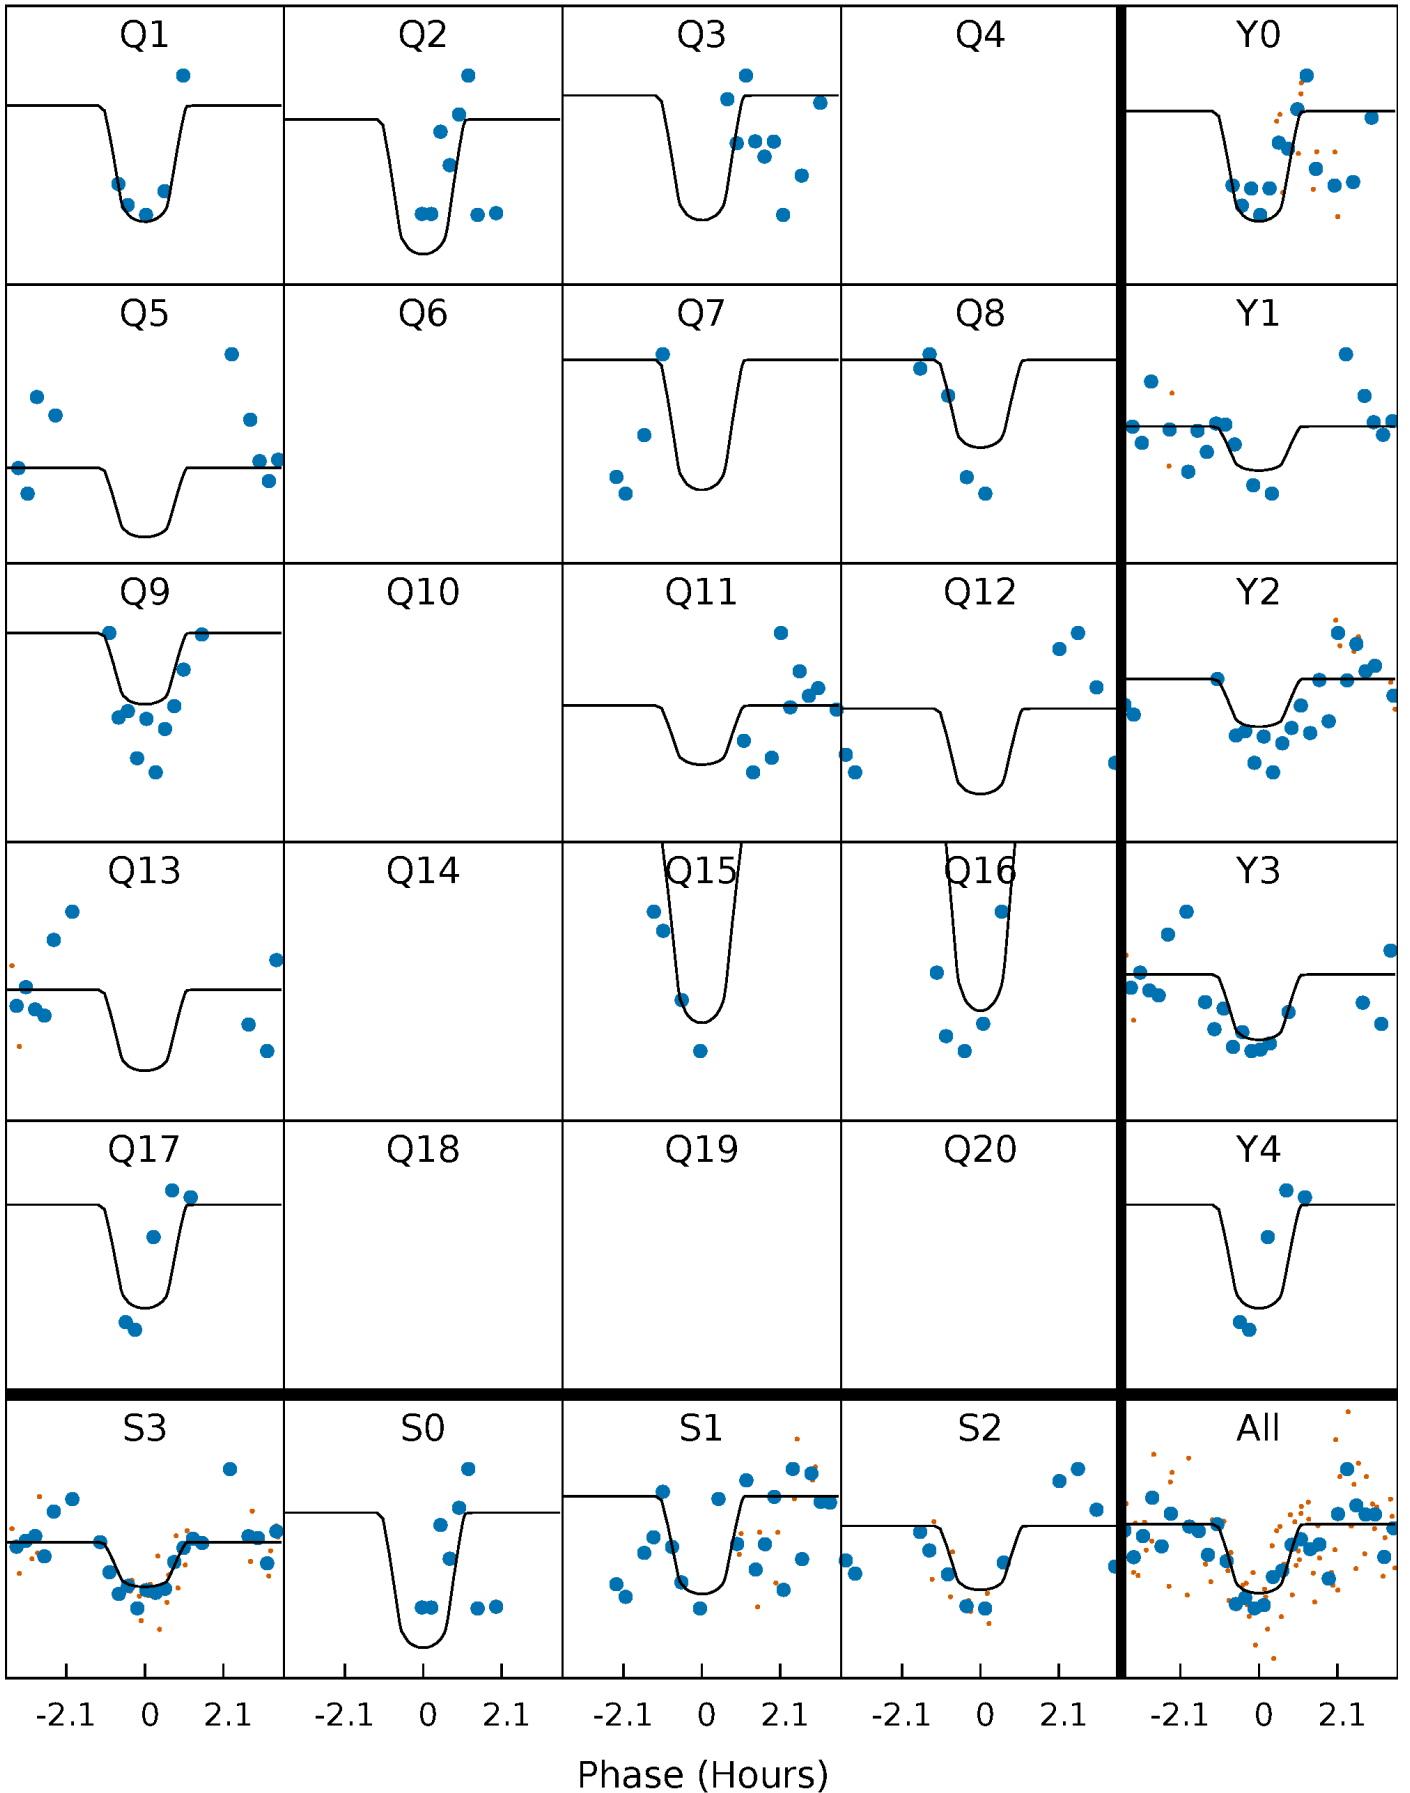 Q1 Q2 Q3 Q4 Y0
Q5 Q6 Q7 Q8 Y1
Q9 Q10 Q11 Q12 Y2
Q13 Q14 Q15 Q16 Y3
Q17 Q18 Q19 Q20 Y4
S3 S0 S1 S2 All
-2.1 0 2.1 -2.1 0 2.1 -2.1 0 2.1 -2.1 0 2.1 -2.1 0 2.1
Phase (Hours)